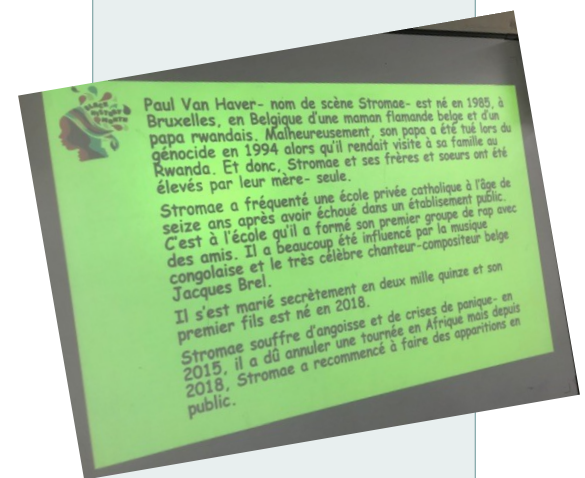 BLACK
HISTORY
MONTH
Paul Van Haver- nom de scène Stromae- est né en 1985, à
Bruxelles, en Belgique d'une maman flamande belge et d'un
papa rwandais. Malheureusement, son papa a été tué lors du
génocide en 1994 alors qu'il rendait visite à sa famille au
Rwanda. Et donc, Stromae et ses frères et soeurs ont été
élevés par leur mère- seule.
Stromae a fréquenté une école privée catholique à l'âge de
seize ans après avoir échoué dans un établisement public.
C'est à l'école qu'il a formé son premier groupe de rap avec
des amis. Il a beaucoup été influencé par la musique
congolaise et le très célèbre chanteur-compositeur belge
Jacques Brel.
Il s'est marié secrètement en deux mille quinze et son
premier fils est né en 2018.
Stromae souffre d'angoisse et de crises de panique- en
2015, il a dû annuler une tournée en Afrique mais depuis
2018, Stromae a recommencé à faire des apparitions en
public.